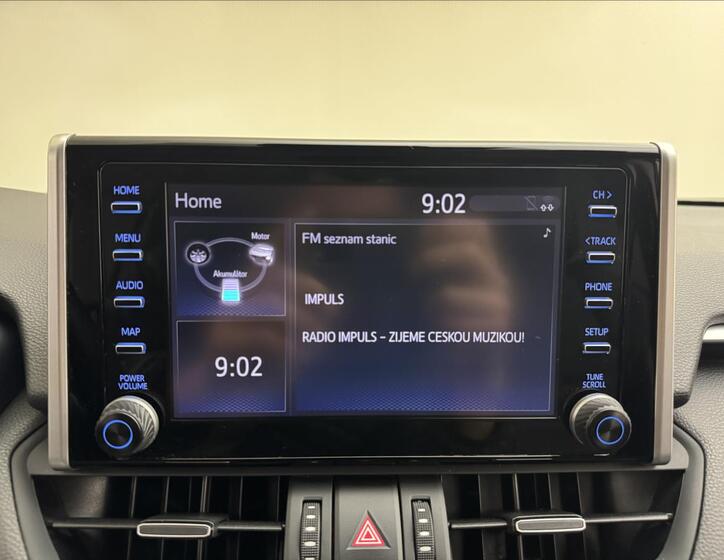 HOME
MENU
AUDIO
MAP
POWER
VOLUME
Home
9:02
Motor
Akumulátor
9:02
FM seznam stanic
IMPULS
RADIO IMPULS - ZIJEME CESKOU MUZIKOU!
CH >
<TRACK
PHONE
SETUP
TUNE
SCROLL